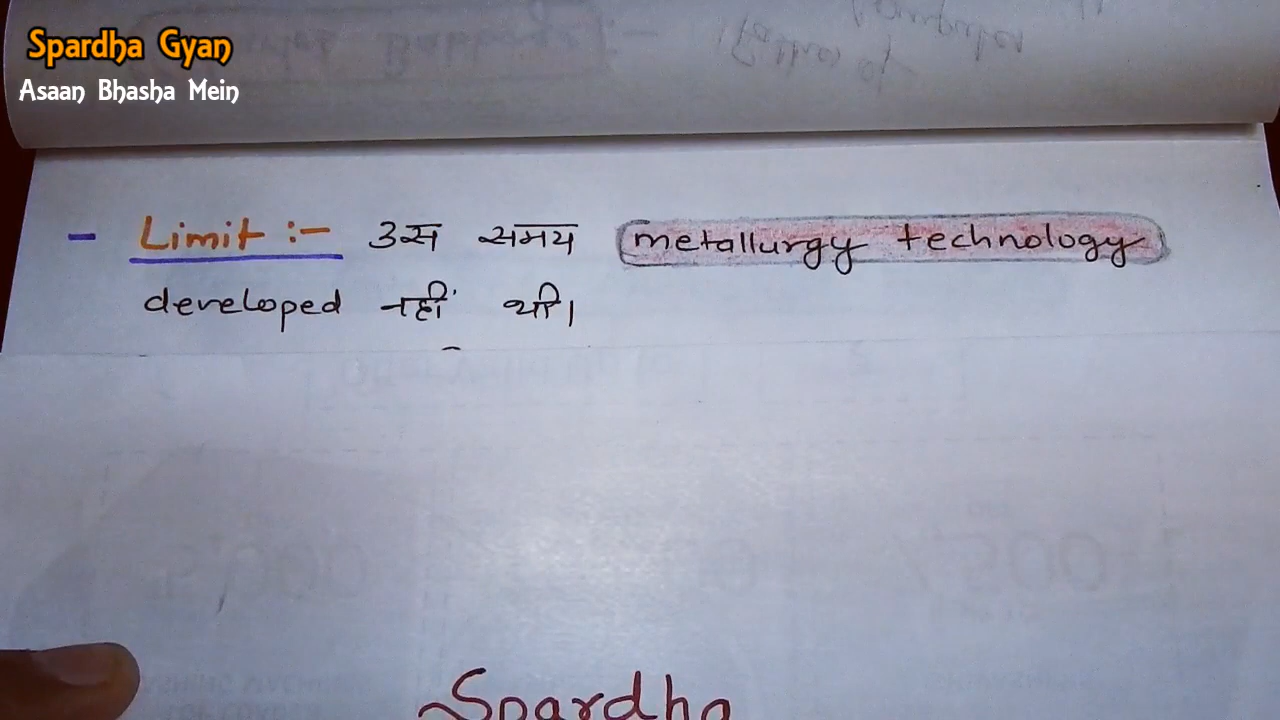 Spardha Gyan
Asaan Bhasha Mein
- Limit :- उस समय metallurgy technology
developed नहीं थी।
Spardha